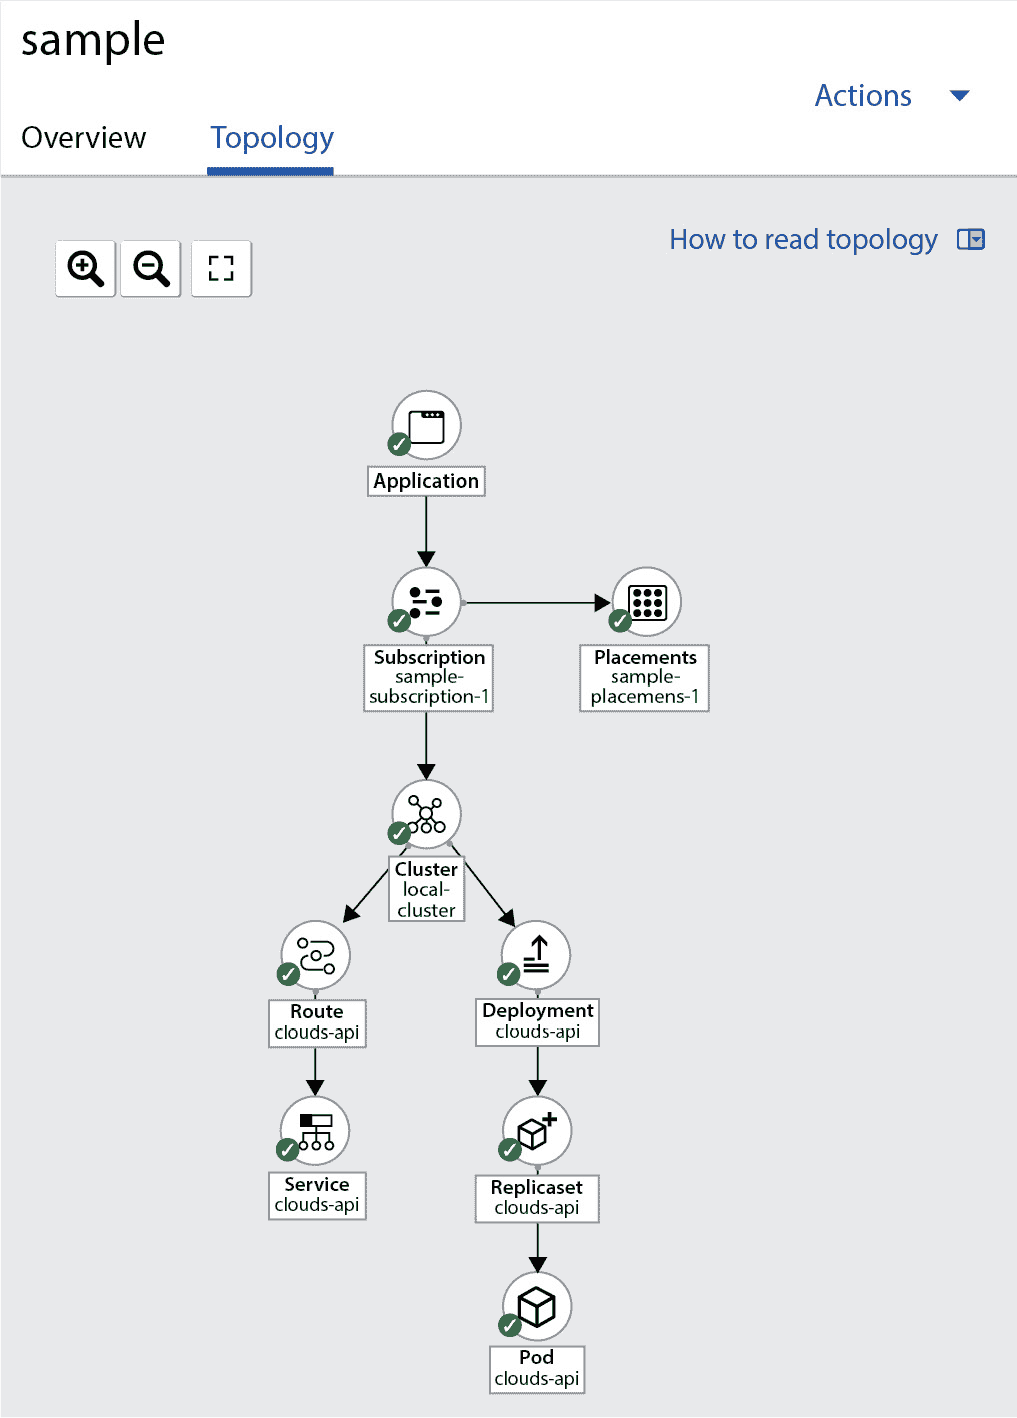 sample
Actions
Overview
Topology
How to read topology
Application
Subscription
sample-
subscription-1
Placements
sample-
placemens-1
Cluster
local-
cluster
Route
clouds-api
Deployment
clouds-api
Service
clouds-api
Replicaset
clouds-api
Pod
clouds-api